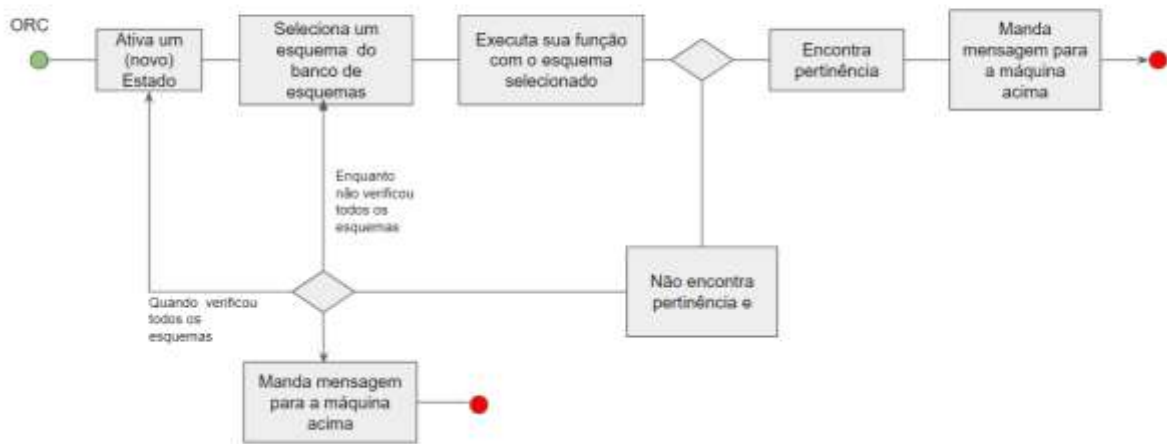 ORC
Ativa um
(novo)
Estado
Seleciona um
esquema do
banco de
esquemas
Executa sua função
com o esquema
selecionado
Encontra
pertinência
Manda
mensagem para
a máquina
acima
Enquanto
não verificou
todos os
esquemas
Não encontra
pertinência e
Quando verificou
todos os
esquemas
Manda mensagem
para a máquina
acima